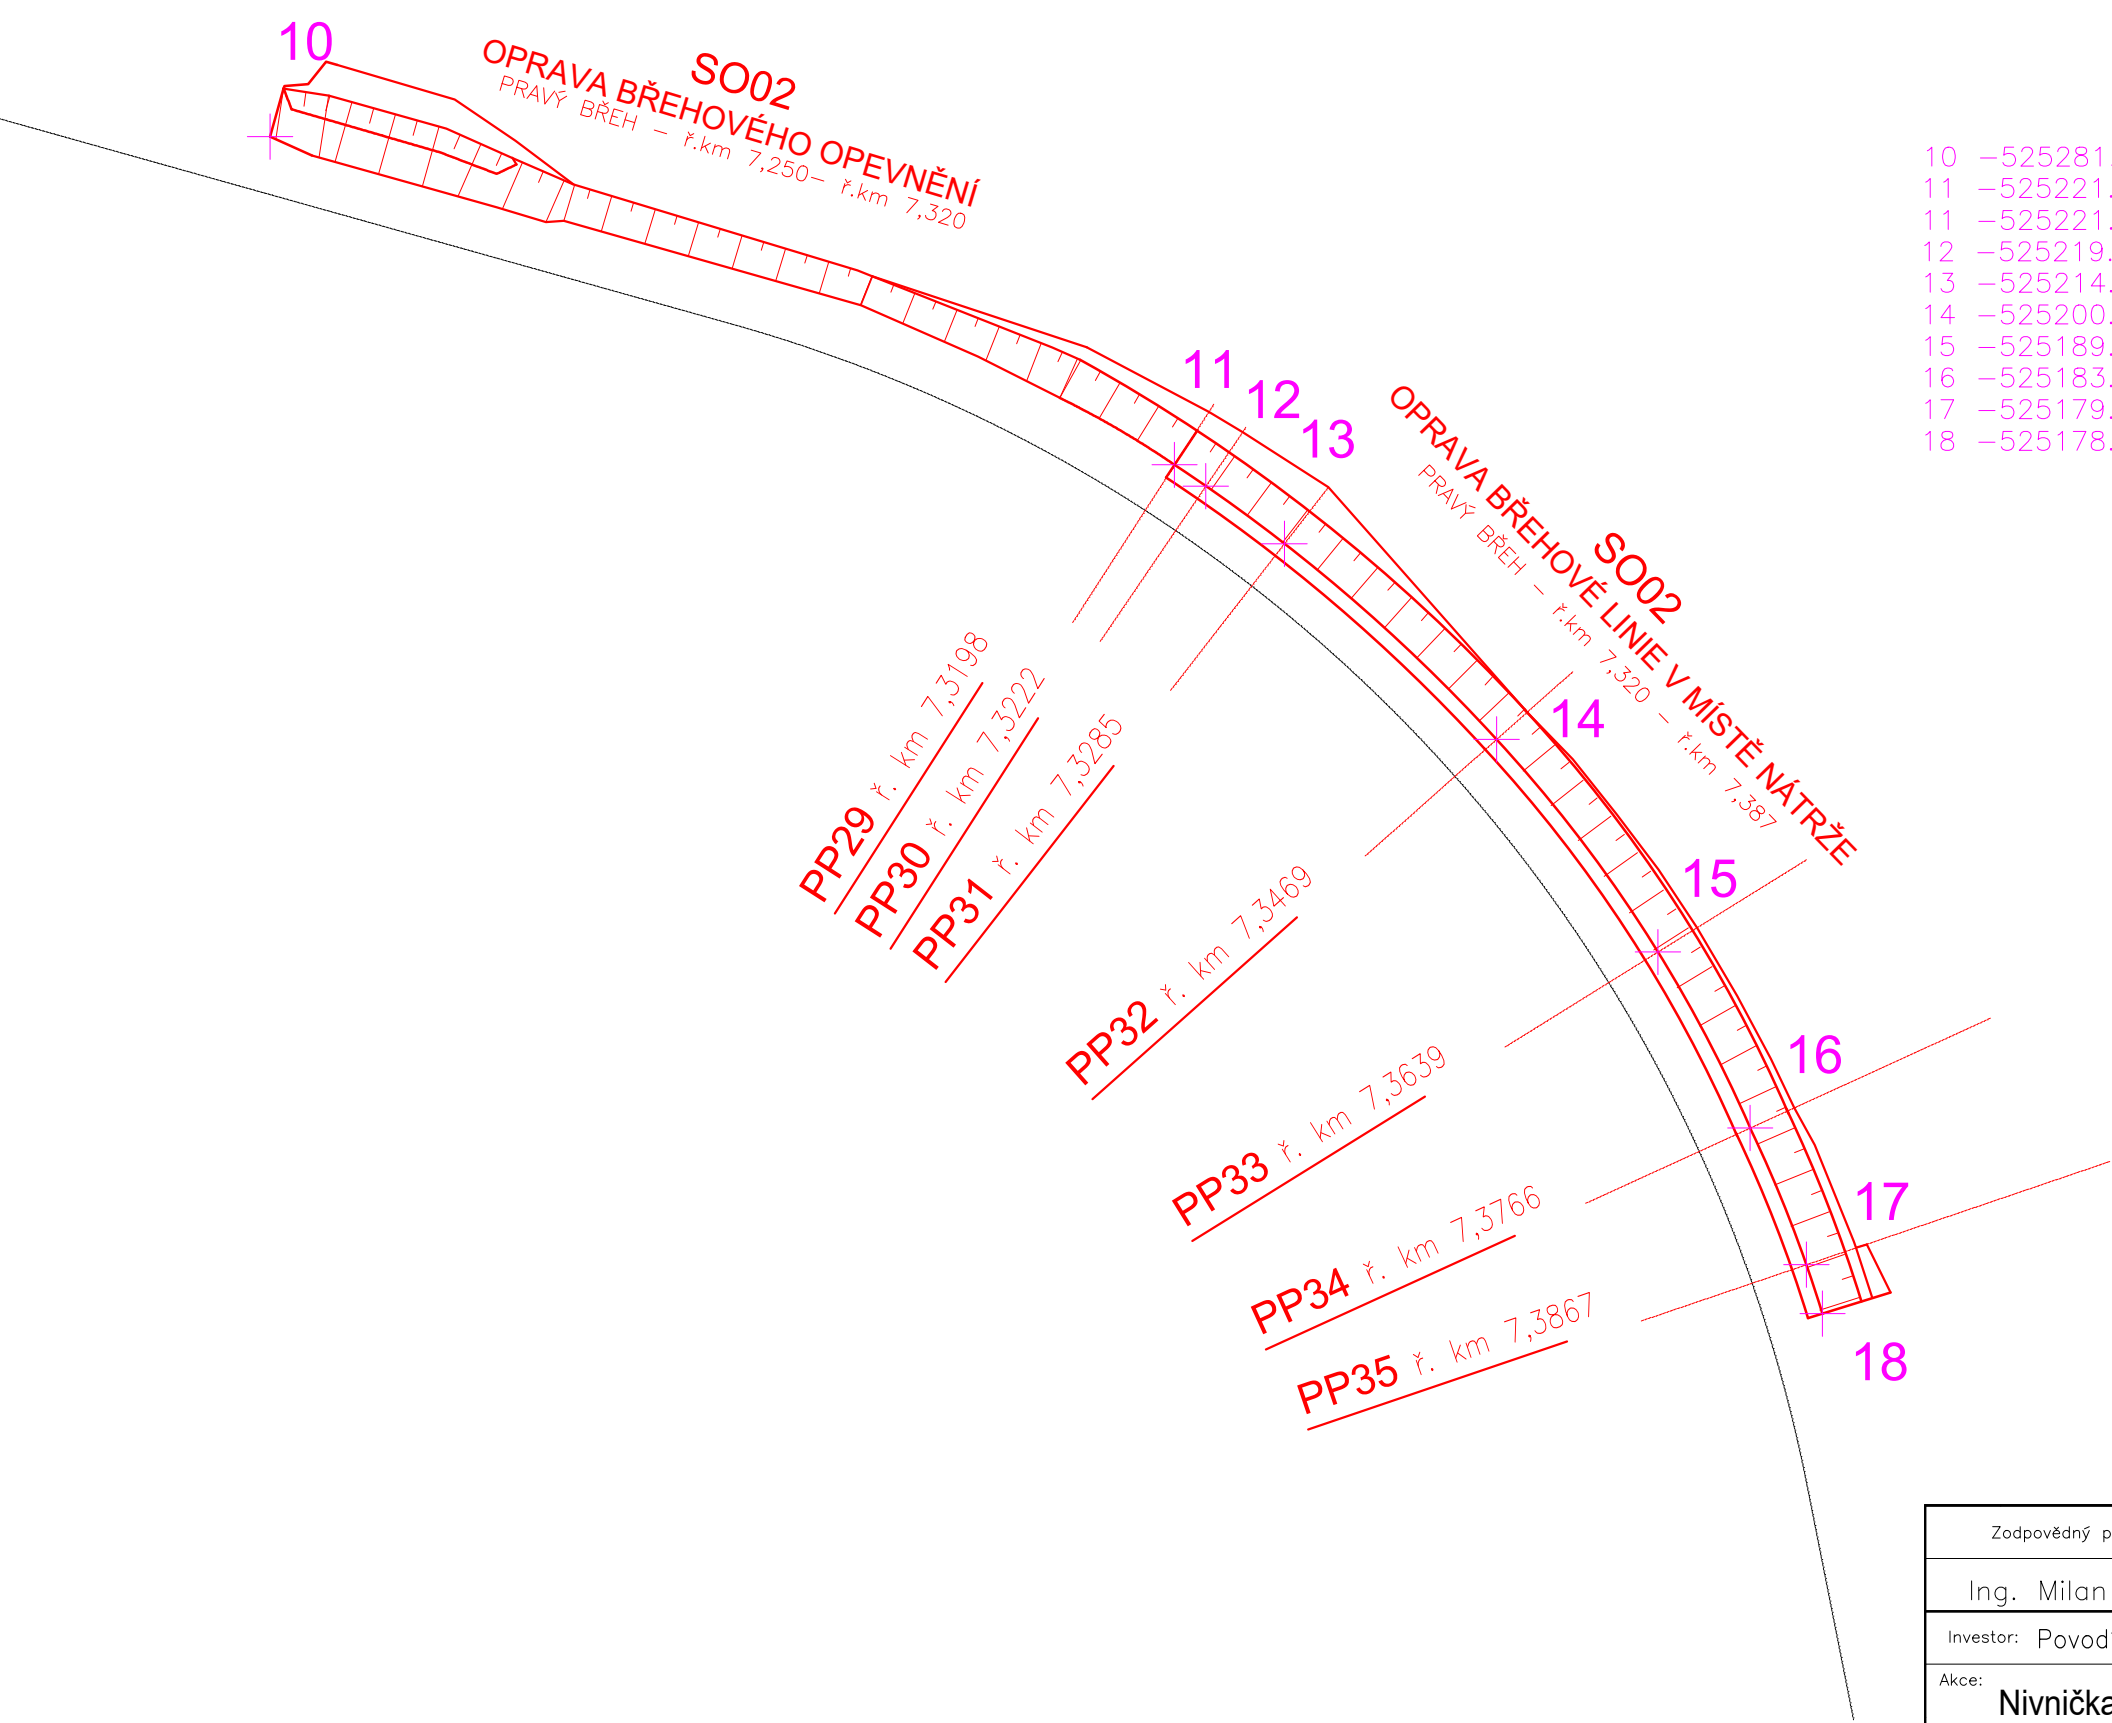 10
SO02
OPRAVA BŘEHOVÉHO OPEVNĚNÍ
PRAVÝ BŘEH – ř.km 7,250– ř.km 7,320
10 –525281.
11 –525221.
11 –525221.
12 –525219.
13 –525214.
14 –525200.
15 –525189.
16 –525183.
17 –525179.
18 –525178.
11
12
13
SO02
OPRAVA BŘEHOVÉ LINIE V MÍSTĚ NÁTRŽE
PRAVÝ BŘEH – ř.km 7,320 – ř.km 7,387
14
15
16
17
18
PP29 ř. km 7,3198
PP30 ř. km 7,3222
PP31 ř. km 7,3285
PP32 ř. km 7,3469
PP33 ř. km 7,3639
PP34 ř. km 7,3766
PP35 ř. km 7,3867
Zodpovědný p
Ing. Milan
Investor: Povod
Akce:
Nivnička